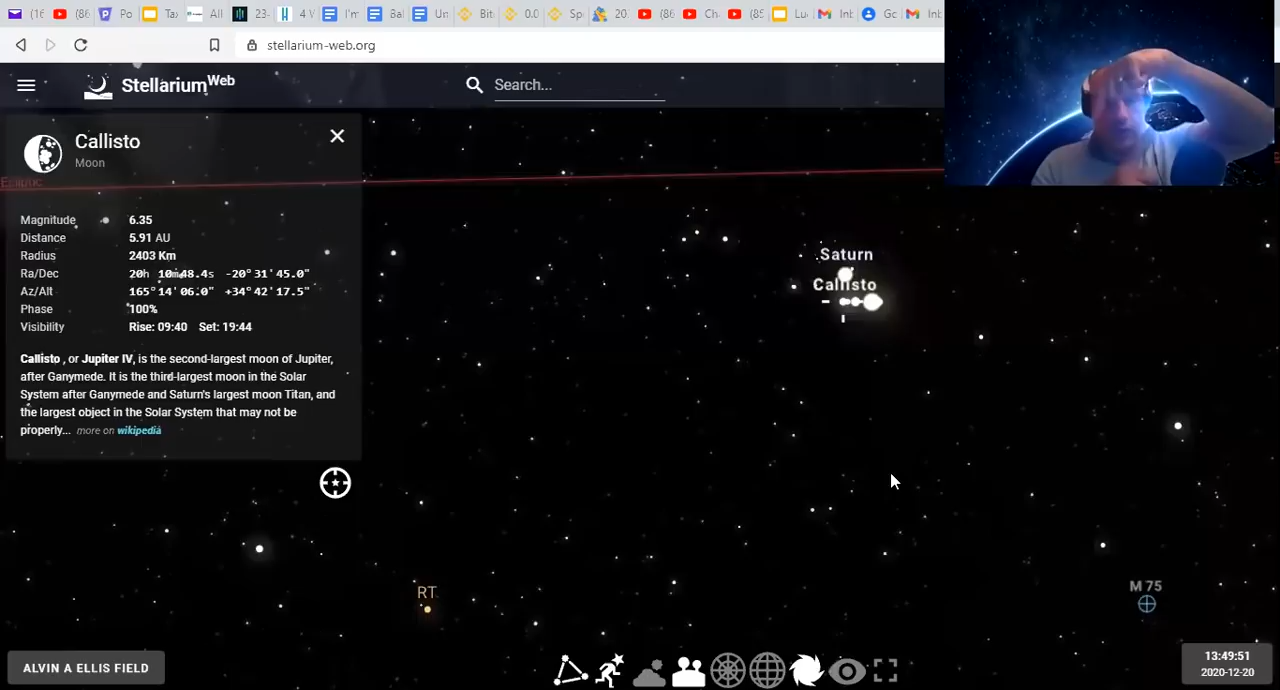 stellarium-web.org
StellariumWeb
Search...
Callisto
Moon
Ecliptic
Magnitude 6.35
Distance 5.91 AU
Radius 2403 Km
Ra/Dec 20h 10m48.4s -20°31'45.0"
Az/Alt 165°14'06.0" +34°42'17.5"
Phase 100%
Visibility Rise: 09:40 Set: 19:44
Callisto , or Jupiter IV, is the second-largest moon of Jupiter,
after Ganymede. It is the third-largest moon in the Solar
System after Ganymede and Saturn's largest moon Titan, and
the largest object in the Solar System that may not be
properly... more on wikipedia
Saturn
Callisto
RT
M 75
ALVIN A ELLIS FIELD
13:49:51
2020-12-20